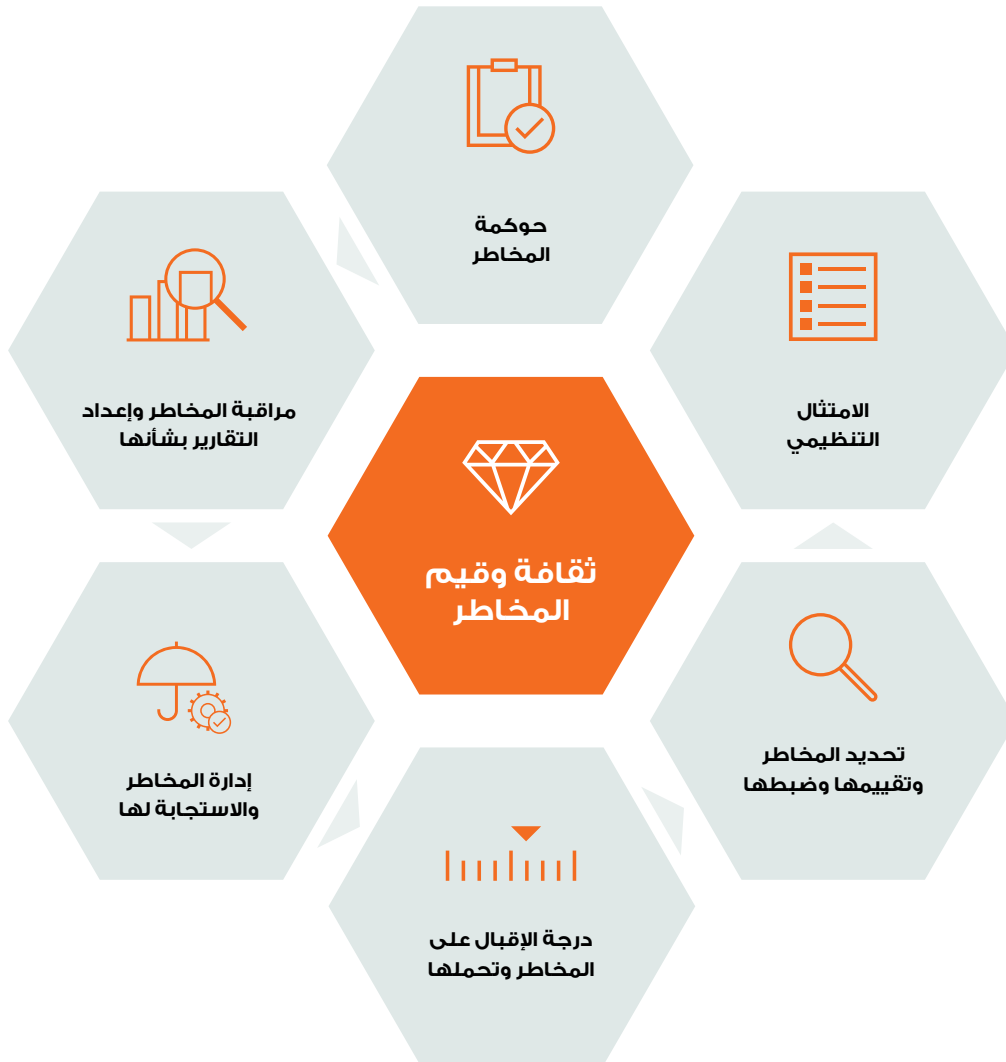 حوكمة
المخاطر
الامتثال
التنظيمي
مراقبة المخاطر وإعداد
التقارير بشأنها
ثقافة وقيم
المخاطر
تحديد المخاطر
وتقييمها وضبطها
إدارة المخاطر
والاستجابة لها
درجة الإقبال على
المخاطر وتحملها